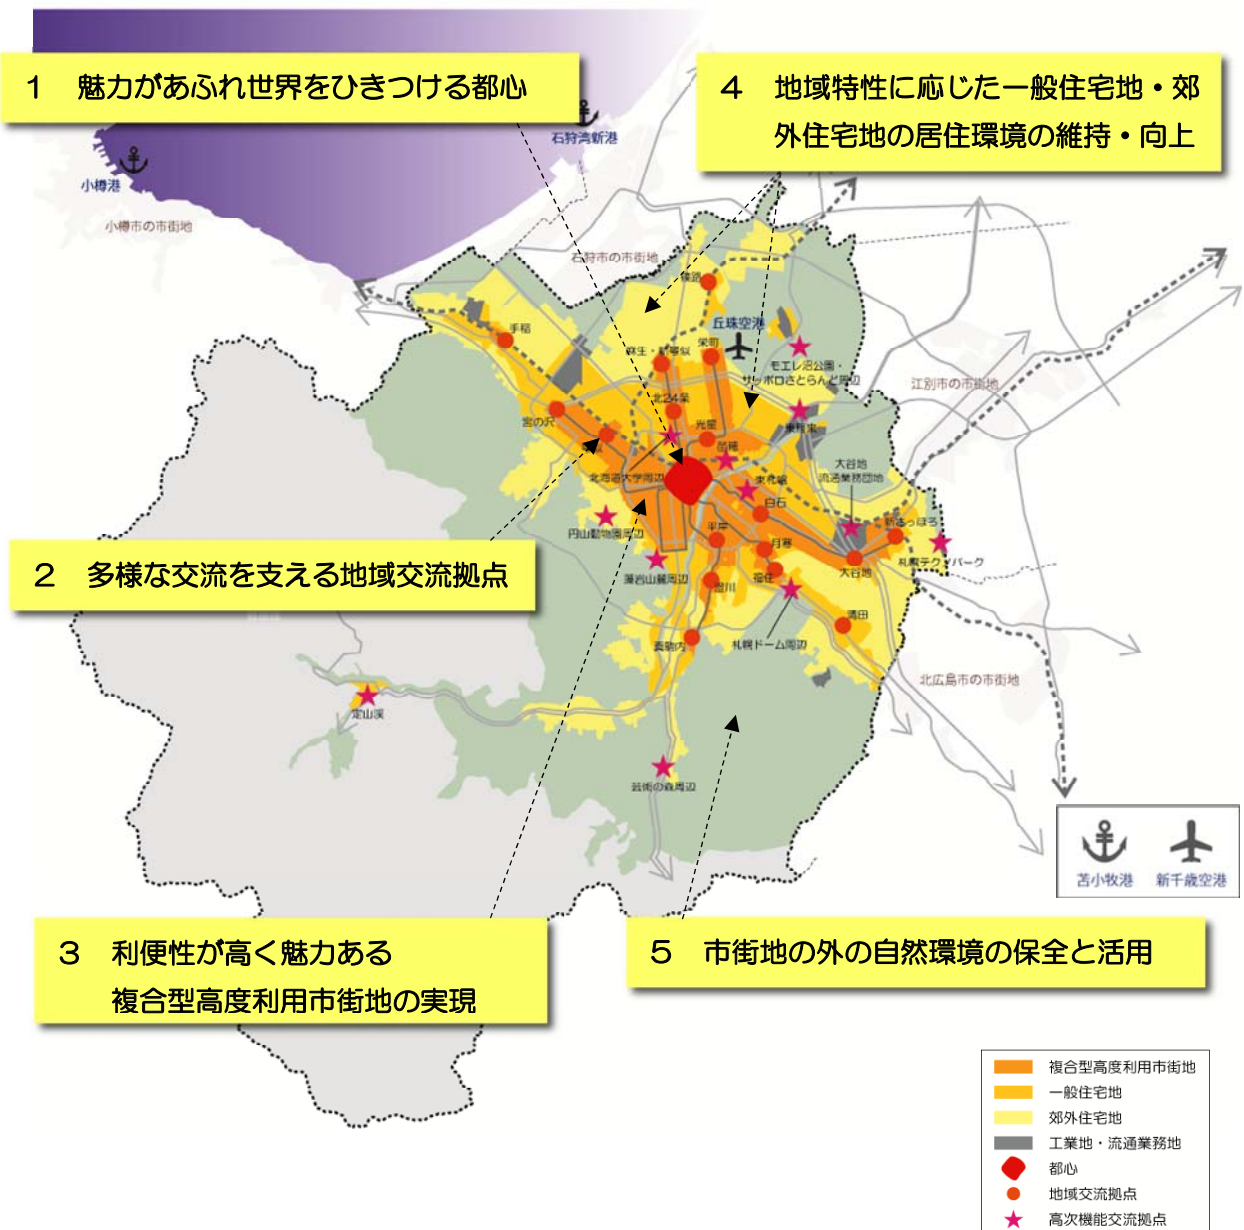 1 魅力があふれ世界をひきつける都心
4 地域特性に応じた一般住宅地・郊
外住宅地の居住環境の維持・向上
石狩湾新港
小樽港
小樽市の市街地
石狩市の市街地
篠路
丘珠空港
手稲
麻生・新琴似
栄町
モエレ沼公園・
サッポロさとらんど周辺
江別市の市街地
北24条
宮の沢
光星
苗穂
東雁来
大谷地
流通業務団地
北海道大学周辺
東札幌
白石
円山動物園周辺
平岸
新さっぽろ
月寒
札幌テクノパーク
2 多様な交流を支える地域交流拠点
藻岩山麓周辺
福住
大谷地
澄川
清田
真駒内
札幌ドーム周辺
北広島市の市街地
定山渓
芸術の森周辺
苫小牧港
新千歳空港
3 利便性が高く魅力ある
複合型高度利用市街地の実現
5 市街地の外の自然環境の保全と活用
複合型高度利用市街地
一般住宅地
郊外住宅地
工業地・流通業務地
都心
地域交流拠点
高次機能交流拠点